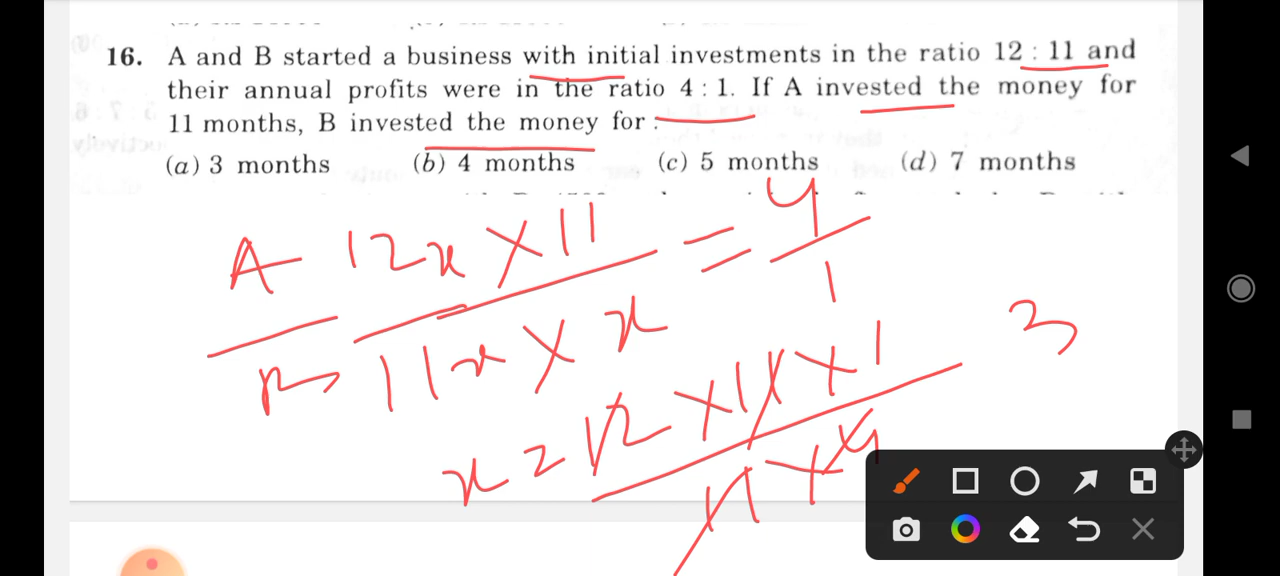 16. A and B started a business with initial investments in the ratio 12 : 11 and
their annual profits were in the ratio 4 : 1. If A invested the money for
11 months, B invested the money for :
(a) 3 months (b) 4 months (c) 5 months (d) 7 months
A 12x × 11 = 4
B 11x × x 1
x = 12 × 11 × 1 3
11 × 4